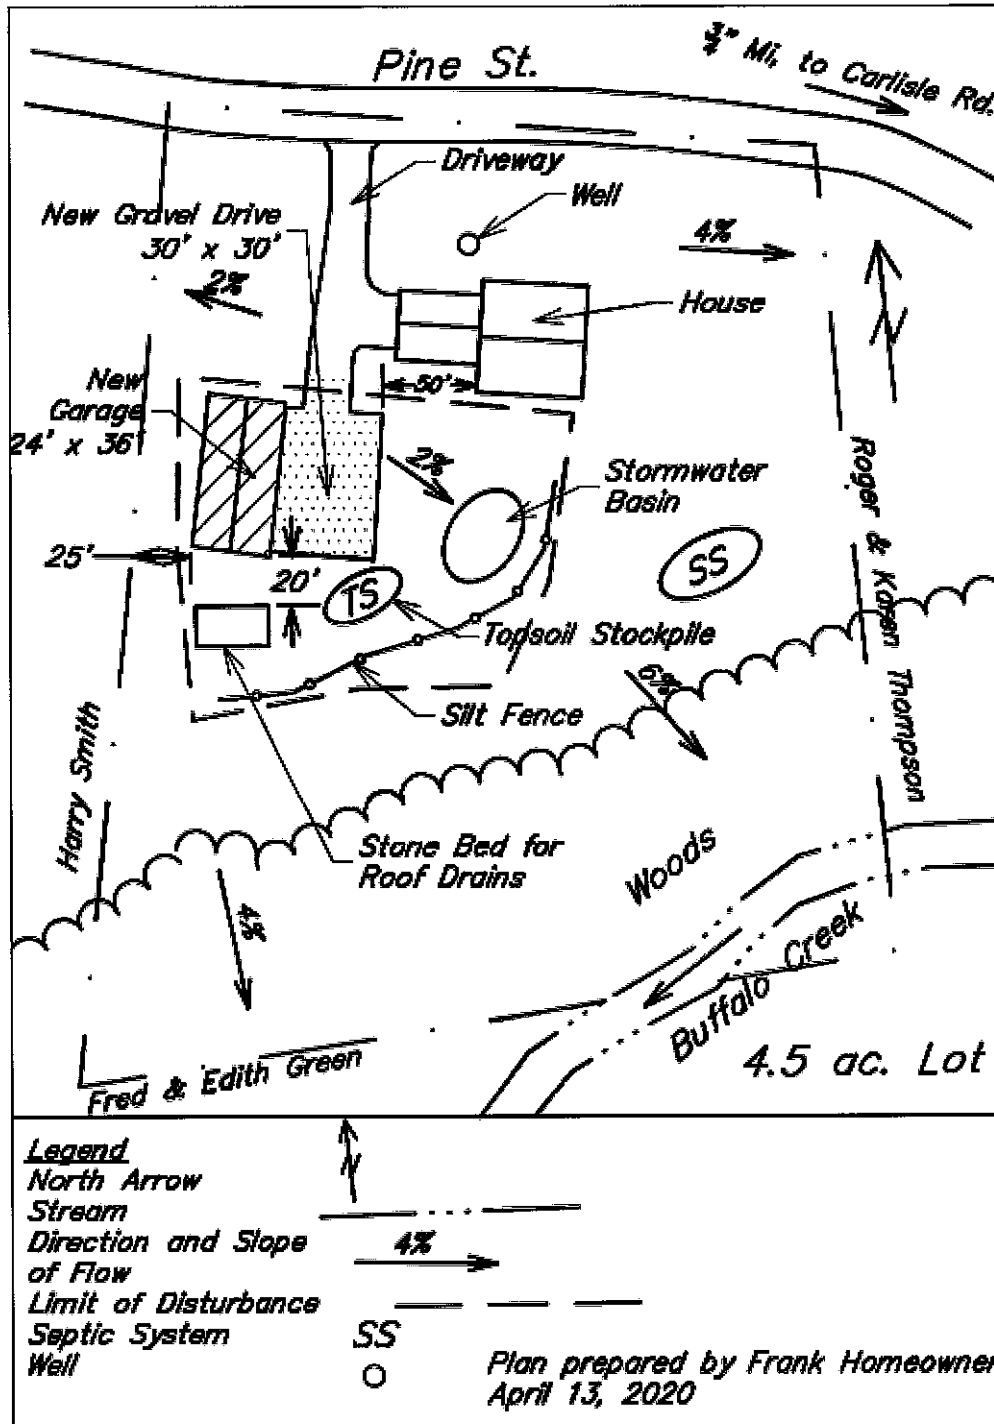 Pine St.
3/4" Mi, to Carlisle Rd.
Driveway
Well
New Gravel Drive
30' x 30'
4%
2%
House
New
Garage
24' x 36'
50'
2%
Stormwater
Basin
Roger & Karen Thompson
25'
20'
TS
SS
Topsoil Stockpile
6%
Silt Fence
Harry Smith
Stone Bed for
Roof Drains
Woods
4%
Buffalo Creek
4.5 ac. Lot
Fred & Edith Green
N
Legend
North Arrow
N
Stream
Direction and Slope
of Flow
4%
Limit of Disturbance
Septic System
SS
Well
Plan prepared by Frank Homeowner
April 13, 2020